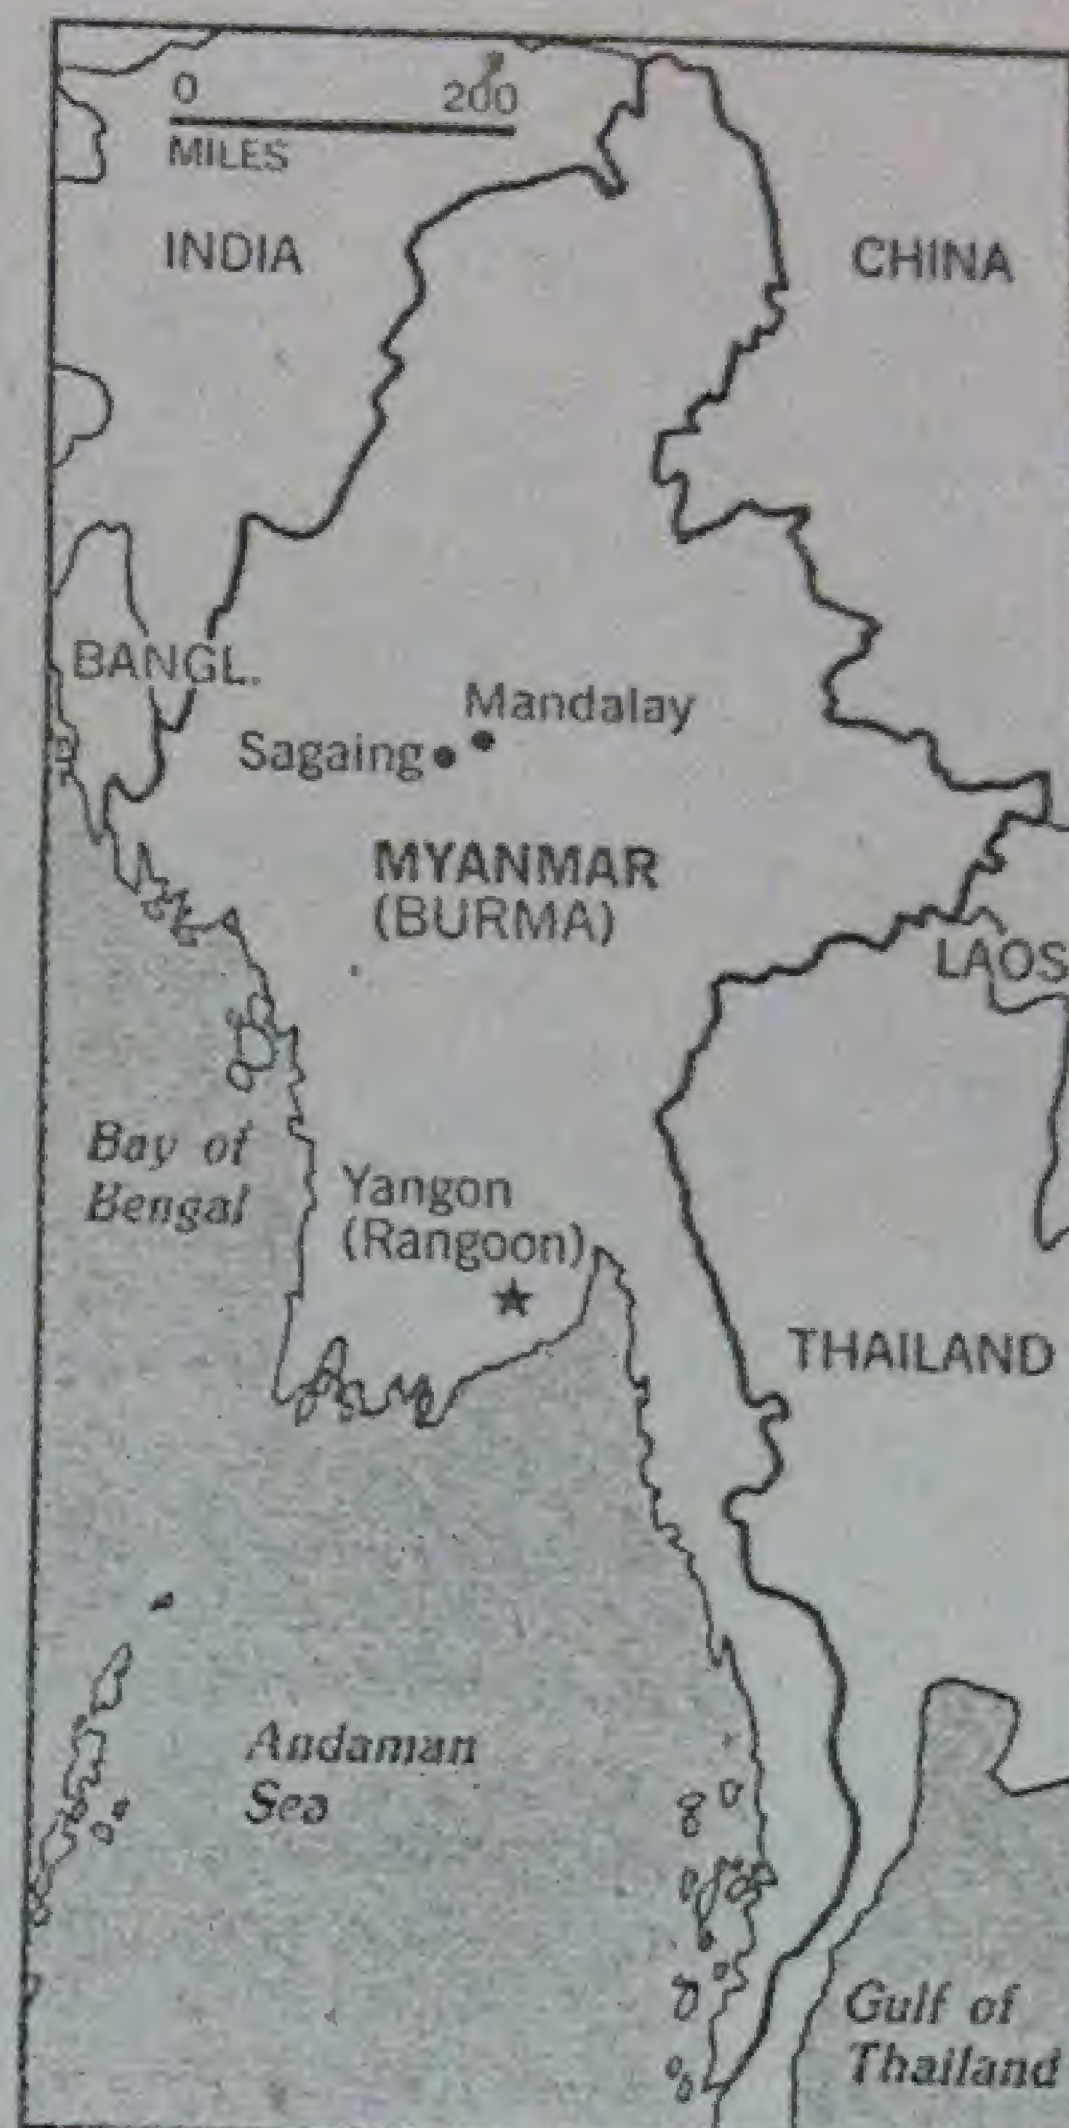 0 200
MILES
INDIA
CHINA
BANGL.
Mandalay
Sagaing
MYANMAR
(BURMA)
LAOS
Bay of
Bengal
Yangon
(Rangoon)
THAILAND
Andaman
Sea
Gulf of
Thailand